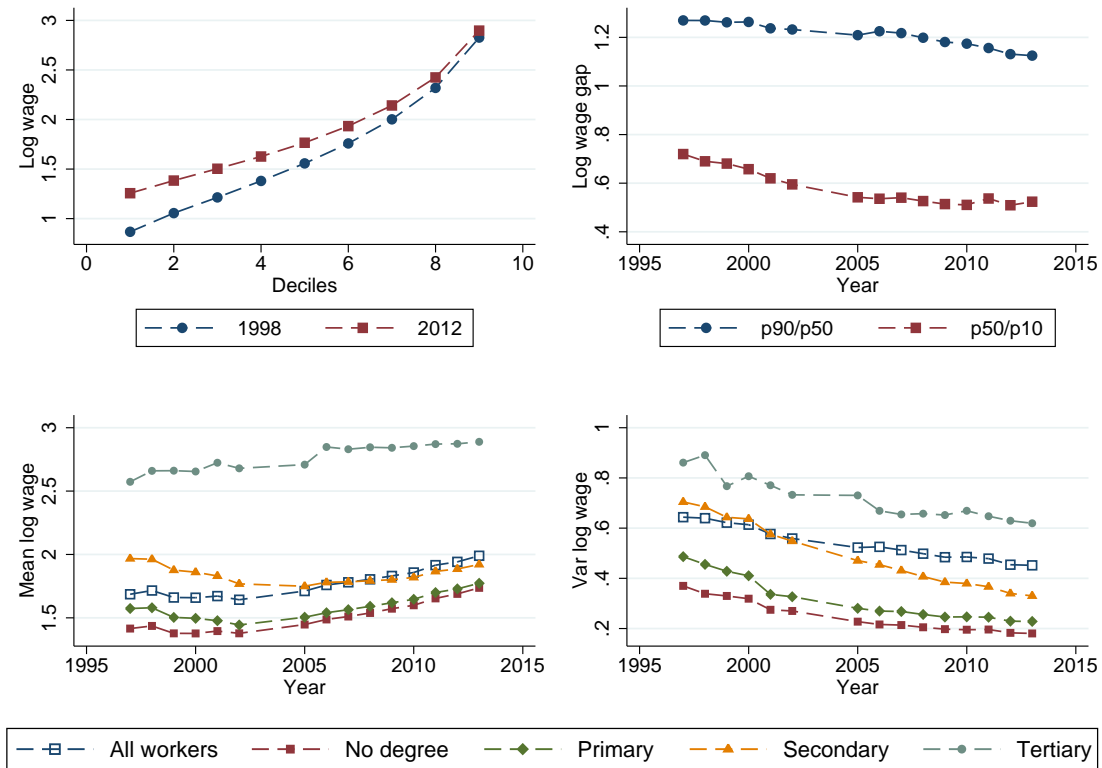 3
2.5
2
1.5
1
Log wage
0 2 4 6 8 10
Deciles
1998 2012
1.2
1
.8
.6
.4
Log wage gap
1995 2000 2005 2010 2015
Year
p90/p50 p50/p10
3
2.5
2
1.5
Mean log wage
1995 2000 2005 2010 2015
Year
1
.8
.6
.4
.2
Var log wage
1995 2000 2005 2010 2015
Year
All workers No degree Primary Secondary Tertiary